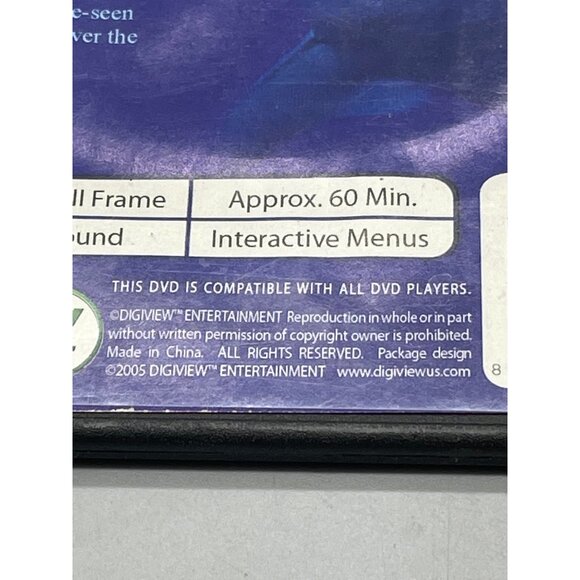 e-seen
ver the
ll Frame
Approx. 60 Min.
ound
Interactive Menus
THIS DVD IS COMPATIBLE WITH ALL DVD PLAYERS.
©DIGIVIEW™ ENTERTAINMENT Reproduction in whole or in part
without written permission of copyright owner is prohibited.
Made in China. ALL RIGHTS RESERVED. Package design
©2005 DIGIVIEW™ ENTERTAINMENT www.digiviewus.com
8